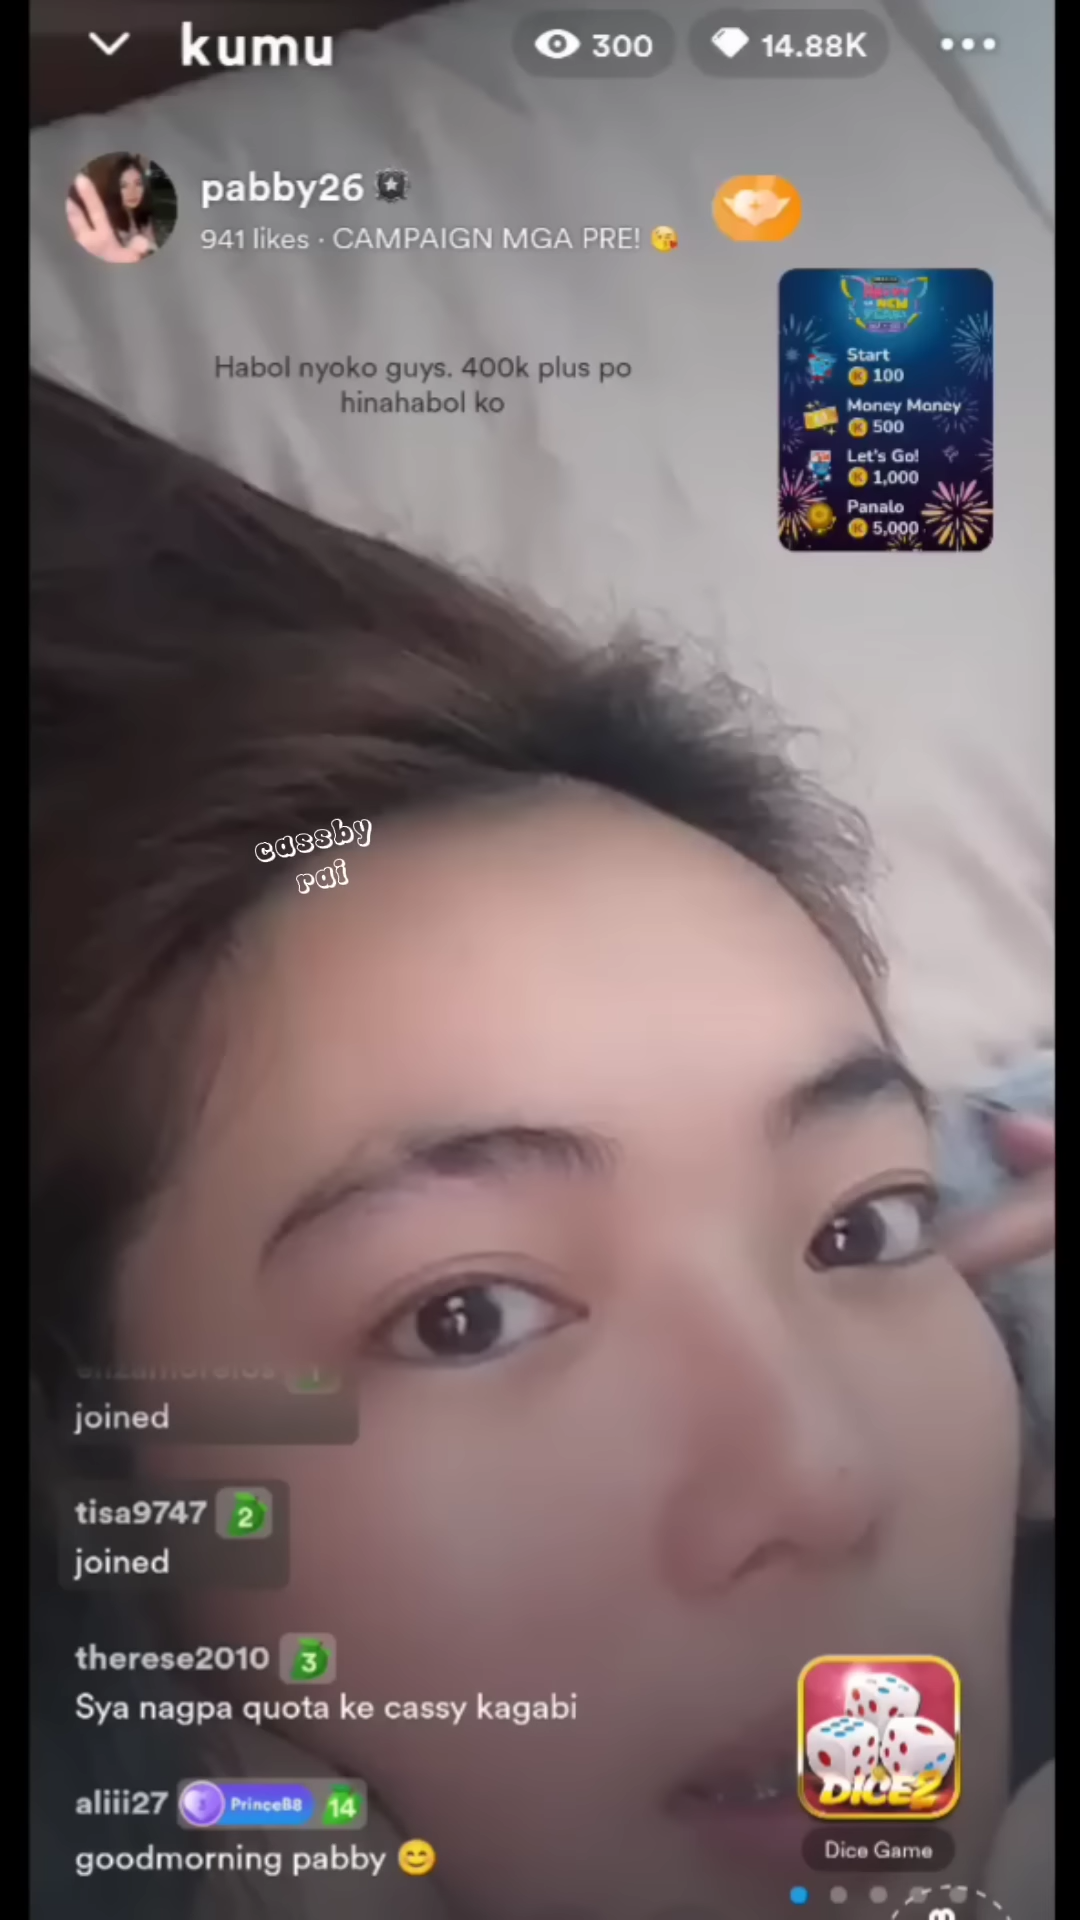 kumu
300
14.88K
pabby26
941 likes · CAMPAIGN MGA PRE! 😘
Habol nyoko guys. 400k plus po
hinahabol ko
Start
K 100
Money Money
K 500
Let's Go!
K 1,000
Panalo
K 5,000
cassby
rai
joined
tisa9747 2
joined
therese2010 3
Sya nagpa quota ke cassy kagabi
aliii27 PrinceB8 14
goodmorning pabby 😊
DICE2
Dice Game